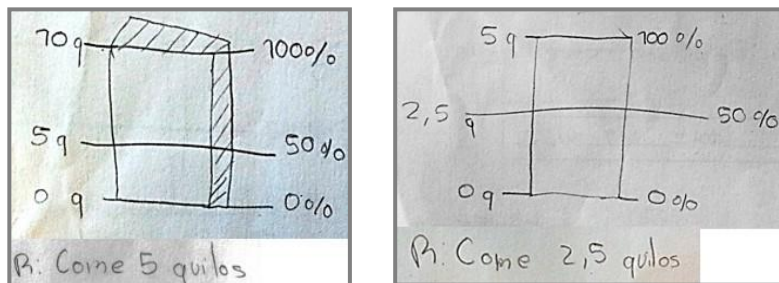 10 q 100%
5 q 50%
0 q 0%
R: Come 5 quilos
5 q 100%
2,5 q 50%
0 q 0%
R: Come 2,5 quilos